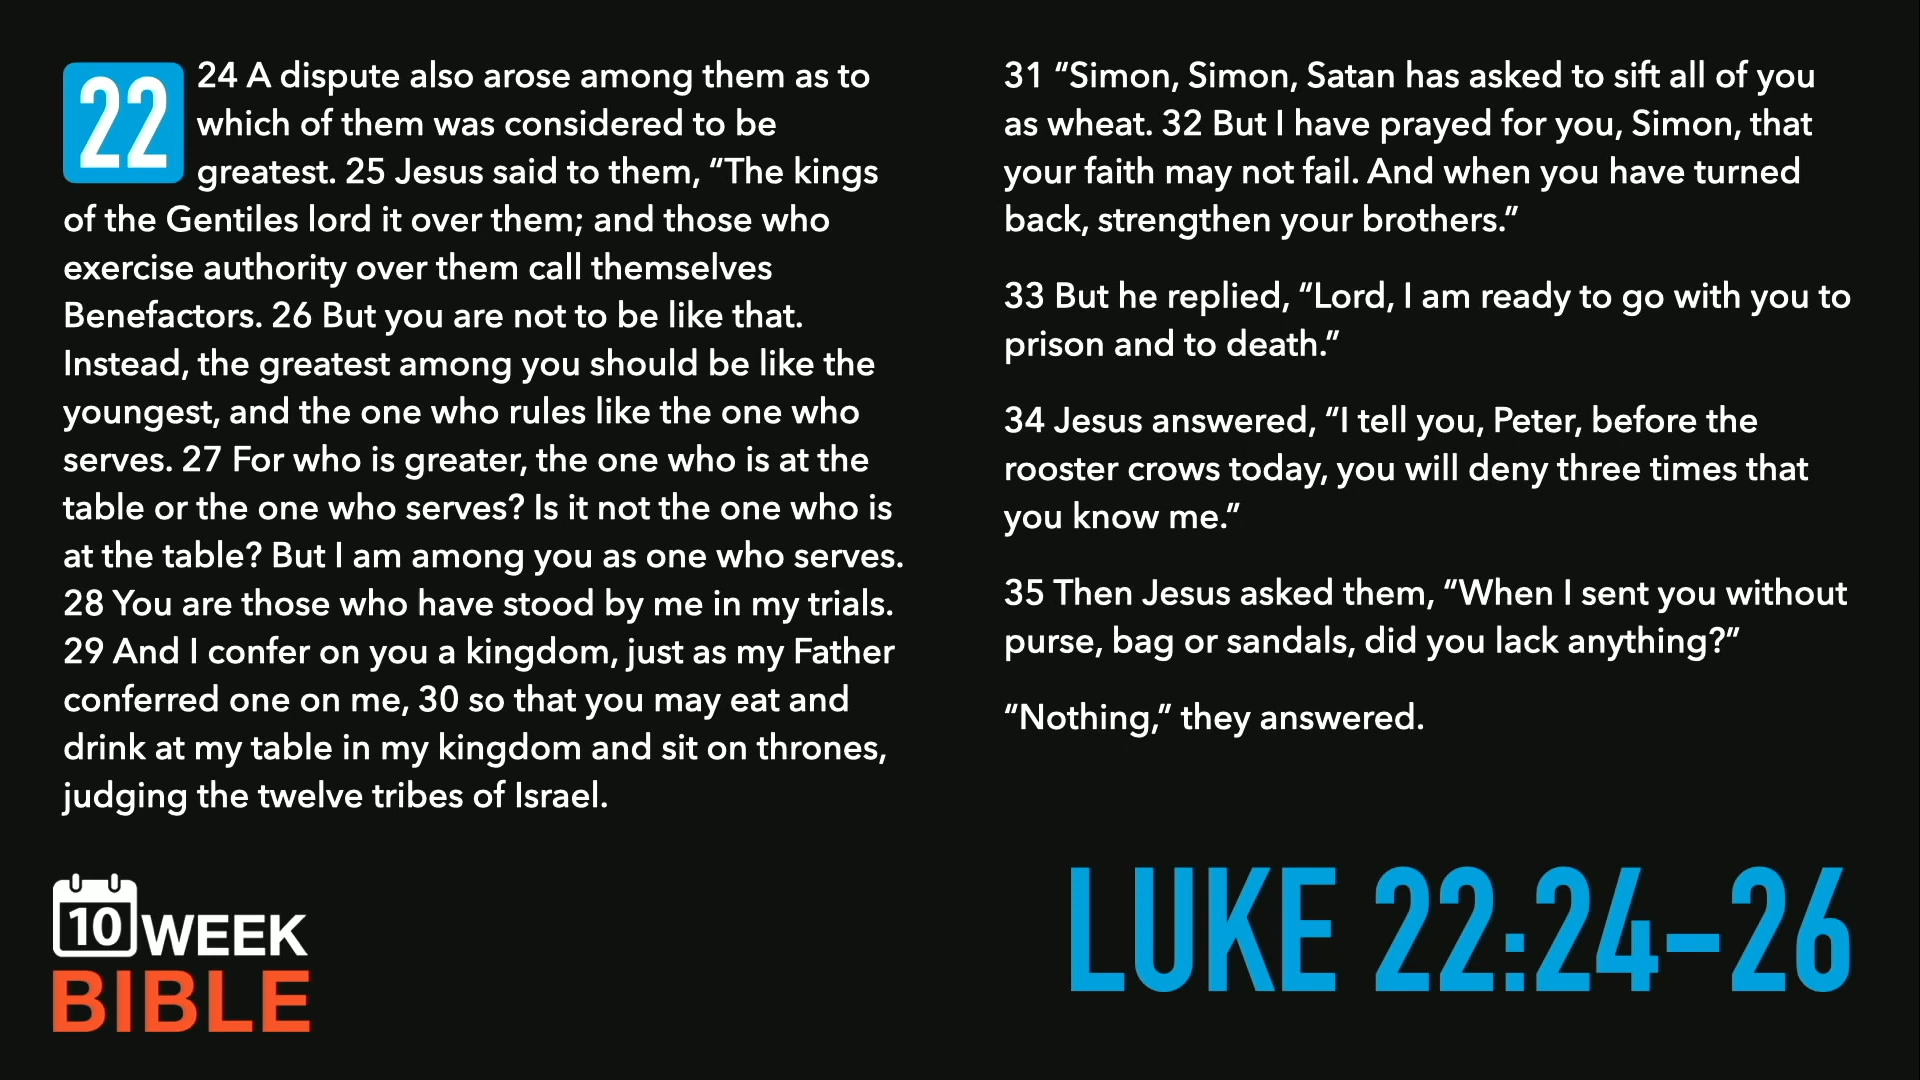 22
24 A dispute also arose among them as to
which of them was considered to be
greatest. 25 Jesus said to them, “The kings
of the Gentiles lord it over them; and those who
exercise authority over them call themselves
Benefactors. 26 But you are not to be like that.
Instead, the greatest among you should be like the
youngest, and the one who rules like the one who
serves. 27 For who is greater, the one who is at the
table or the one who serves? Is it not the one who is
at the table? But I am among you as one who serves.
28 You are those who have stood by me in my trials.
29 And I confer on you a kingdom, just as my Father
conferred one on me, 30 so that you may eat and
drink at my table in my kingdom and sit on thrones,
judging the twelve tribes of Israel.
31 “Simon, Simon, Satan has asked to sift all of you
as wheat. 32 But I have prayed for you, Simon, that
your faith may not fail. And when you have turned
back, strengthen your brothers.”
33 But he replied, “Lord, I am ready to go with you to
prison and to death.”
34 Jesus answered, “I tell you, Peter, before the
rooster crows today, you will deny three times that
you know me.”
35 Then Jesus asked them, “When I sent you without
purse, bag or sandals, did you lack anything?”
“Nothing,” they answered.
10 WEEK
BIBLE
LUKE 22:24–26